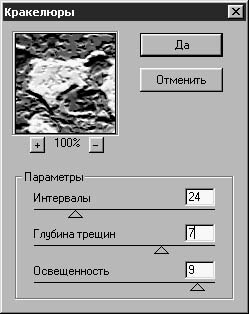 Кракелюры
Да
Отменить
+ 100% −
Параметры
Интервалы 24
Глубина трещин 7
Освещенность 9